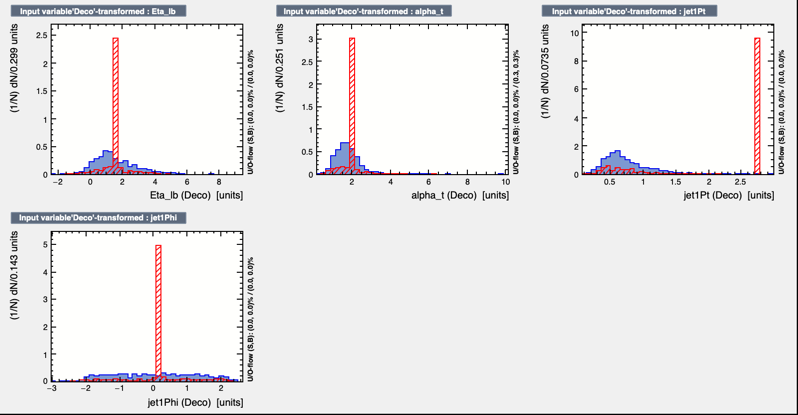 Input variable'Deco'-transformed : Eta_lb
(1/N) dN/0.299 units
2.5
2
1.5
1
0.5
0
−2 0 2 4 6 8
Eta_lb (Deco) [units]
U/O-flow (S,B): (0.0, 0.0)% / (0.0, 0.0)%
Input variable'Deco'-transformed : alpha_t
(1/N) dN/0.251 units
3
2.5
2
1.5
1
0.5
0
2 4 6 8 10
alpha_t (Deco) [units]
U/O-flow (S,B): (0.0, 0.0)% / (0.3, 0.3)%
Input variable'Deco'-transformed : jet1Pt
(1/N) dN/0.0735 units
10
8
6
4
2
0
0.5 1 1.5 2 2.5
jet1Pt (Deco) [units]
U/O-flow (S,B): (0.0, 0.0)% / (0.0, 0.0)%
Input variable'Deco'-transformed : jet1Phi
(1/N) dN/0.143 units
5
4
3
2
1
0
−3 −2 −1 0 1 2
jet1Phi (Deco) [units]
U/O-flow (S,B): (0.0, 0.0)% / (0.0, 0.0)%